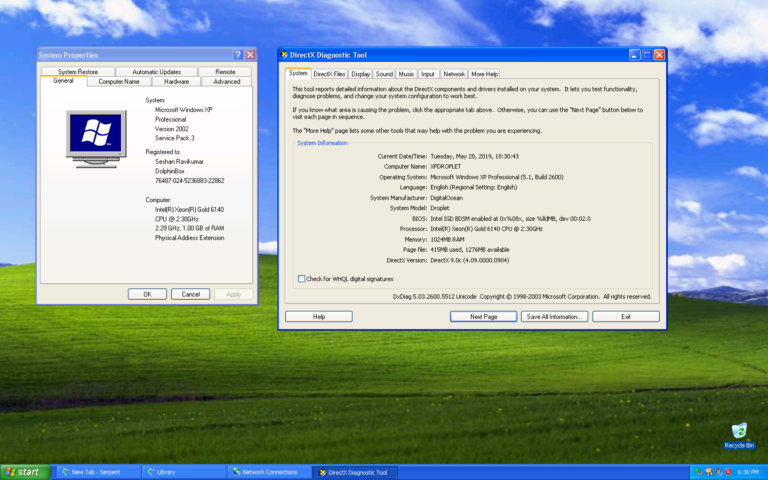 System Properties
System Restore
Automatic Updates
Remote
General
Computer Name
Hardware
Advanced
System:
Microsoft Windows XP
Professional
Version 2002
Service Pack 3
Registered to:
Seshan Ravikumar
DolphinBox
76487-024-5236883-22862
Computer:
Intel(R) Xeon(R) Gold 6140
CPU @ 2.30GHz
2.29 GHz, 1.00 GB of RAM
Physical Address Extension
OK
Cancel
Apply
DirectX Diagnostic Tool
System
DirectX Files
Display
Sound
Music
Input
Network
More Help
This tool reports detailed information about the DirectX components and drivers installed on your system. It lets you test functionality,
diagnose problems, and change your system configuration to work best.
If you know what area is causing the problem, click the appropriate tab above. Otherwise, you can use the "Next Page" button below to
visit each page in sequence.
The "More Help" page lists some other tools that may help with the problem you are experiencing.
System Information
Current Date/Time: Tuesday, May 28, 2019, 18:30:43
Computer Name: XPDROPLET
Operating System: Microsoft Windows XP Professional (5.1, Build 2600)
Language: English (Regional Setting: English)
System Manufacturer: DigitalOcean
System Model: Droplet
BIOS: Intel IGD BDSM enabled at 0x%08x, size %lldMB, dev 00:02.0
Processor: Intel(R) Xeon(R) Gold 6140 CPU @ 2.30GHz
Memory: 1024MB RAM
Page file: 415MB used, 1276MB available
DirectX Version: DirectX 9.0c (4.09.0000.0904)
Check for WHQL digital signatures
DxDiag 5.03.2600.5512 Unicode Copyright © 1998-2003 Microsoft Corporation. All rights reserved.
Help
Next Page
Save All Information...
Exit
Recycle Bin
start
New Tab - Serpent
Library
Network Connections
DirectX Diagnostic Tool
6:30 PM